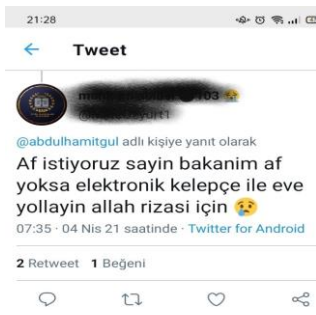 21:28
Tweet
@abdulhamitgul adlı kişiye yanıt olarak
Af istiyoruz sayin bakanim af
yoksa elektronik kelepçe ile eve
yollayin allah rizasi için 😢
07:35 · 04 Nis 21 saatinde · Twitter for Android
2 Retweet 1 Beğeni